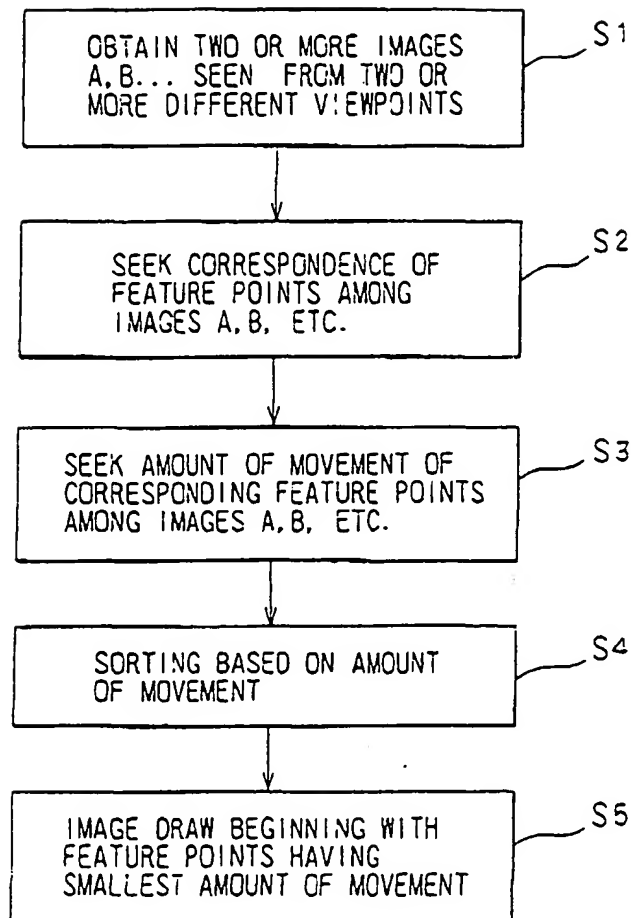 OBTAIN TWO OR MORE IMAGES
A,B... SEEN FROM TWO OR
MORE DIFFERENT VIEWPOINTS
S1
SEEK CORRESPONDENCE OF
FEATURE POINTS AMONG
IMAGES A,B, ETC.
S2
SEEK AMOUNT OF MOVEMENT OF
CORRESPONDING FEATURE POINTS
AMONG IMAGES A,B, ETC.
S3
SORTING BASED ON AMOUNT
OF MOVEMENT
S4
IMAGE DRAW BEGINNING WITH
FEATURE POINTS HAVING
SMALLEST AMOUNT OF MOVEMENT
S5